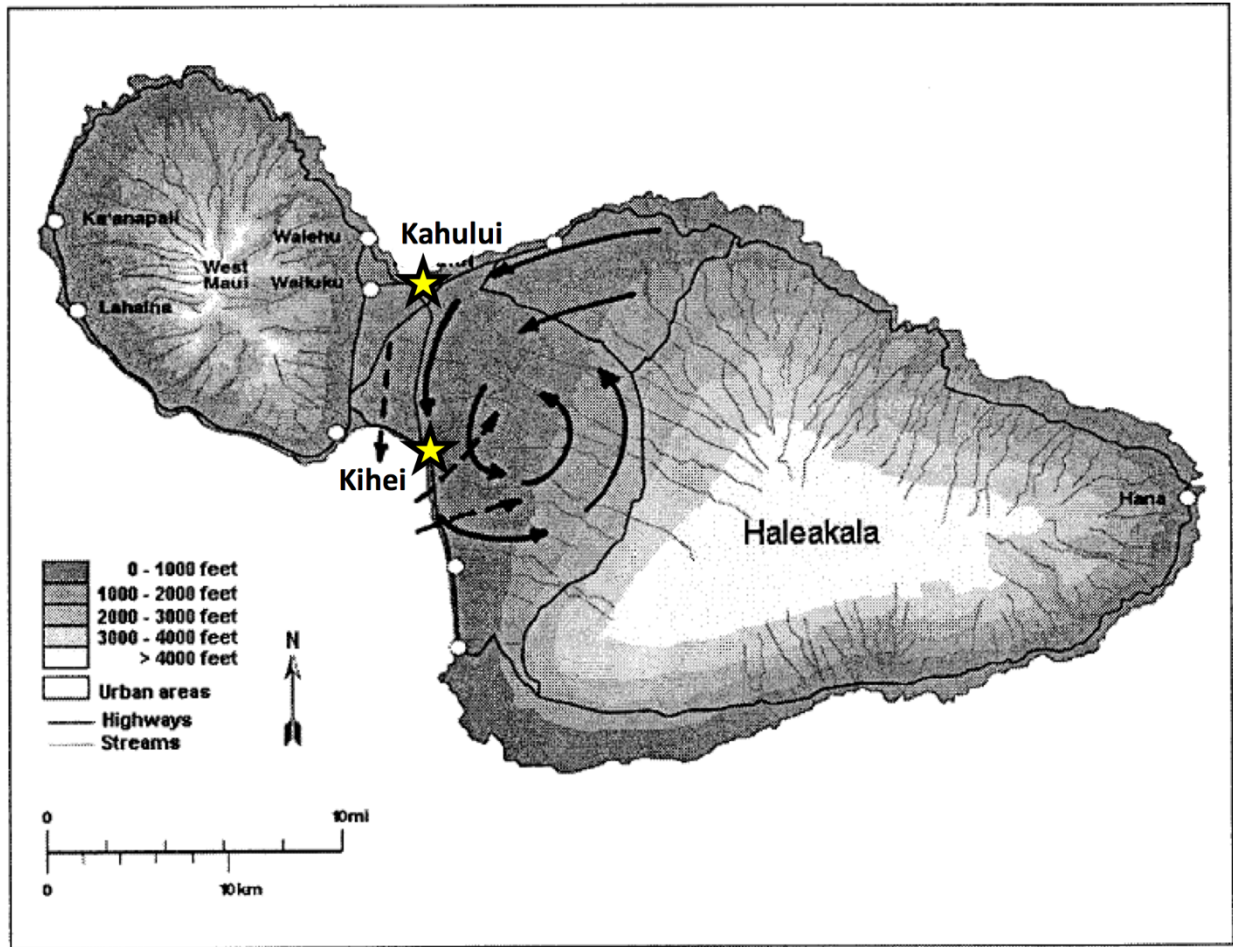 Kahului
Ka'anapali
Waiehu
West
Maui
Wailuku
Lahaina
Kihei
Haleakala
Hana
0 - 1000 feet
1000 - 2000 feet
2000 - 3000 feet
3000 - 4000 feet
> 4000 feet
Urban areas
Highways
Streams
N
0
10mi
0
10km